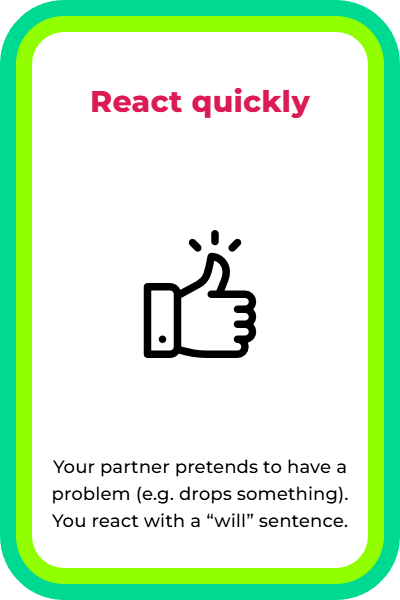 React quickly
Your partner pretends to have a
problem (e.g. drops something).
You react with a “will” sentence.